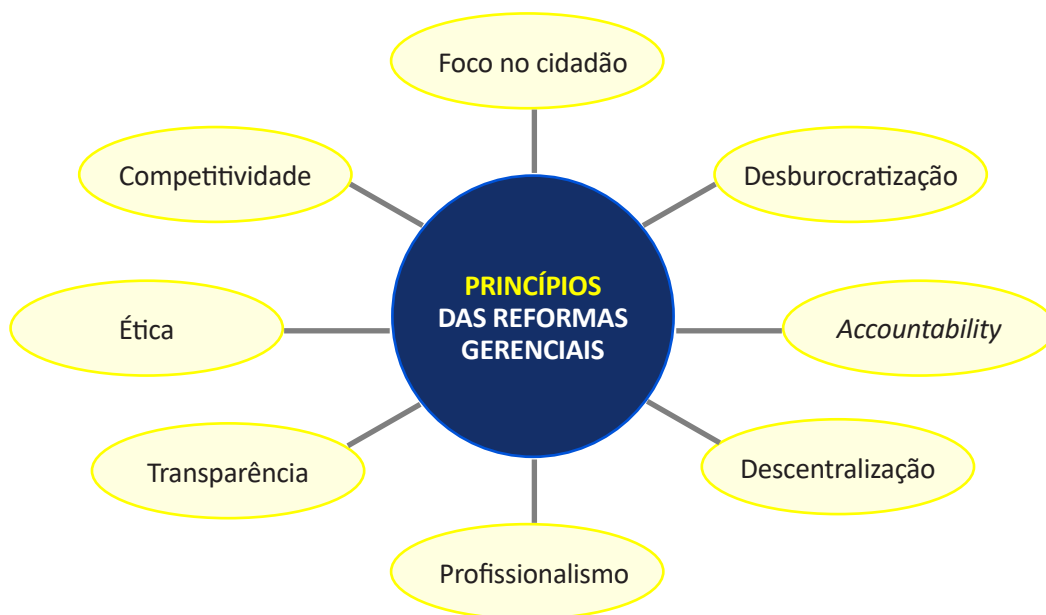 Foco no cidadão
Competitividade
Desburocratização
PRINCÍPIOS
DAS REFORMAS
GERENCIAIS
Ética
Accountability
Transparência
Descentralização
Profissionalismo